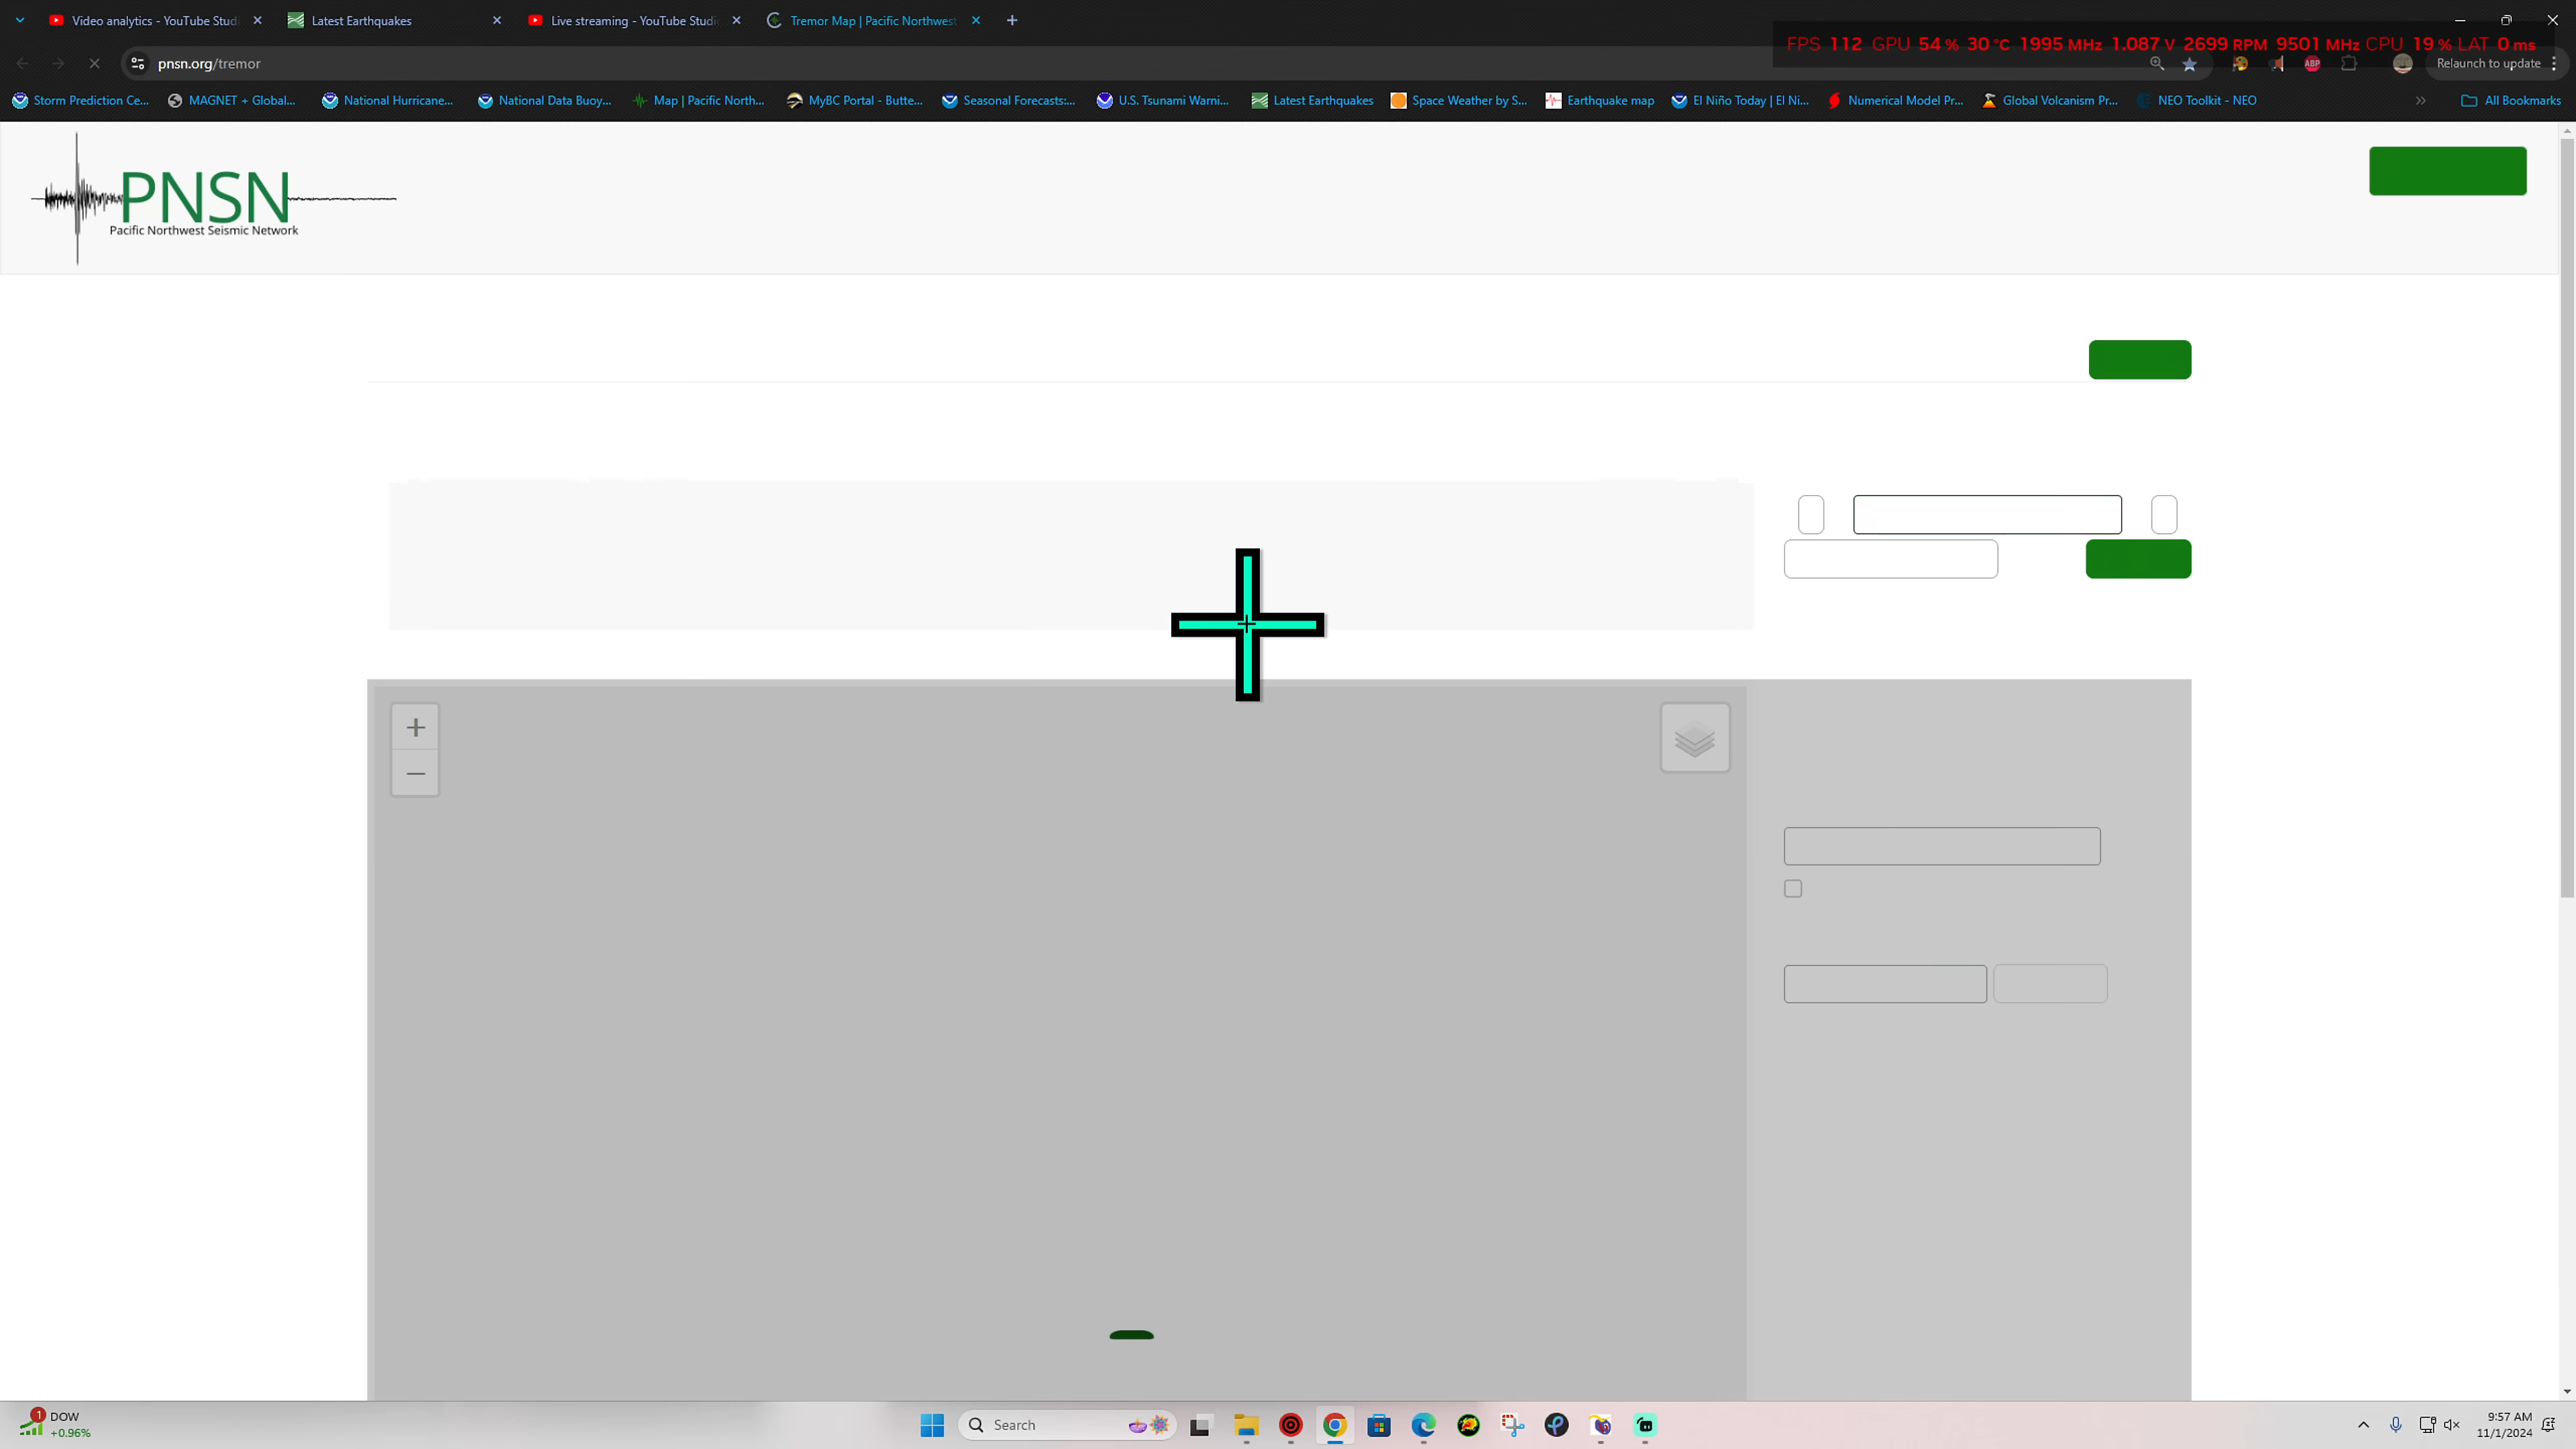 Video analytics - YouTube Studi
Latest Earthquakes
Live streaming - YouTube Studi
Tremor Map | Pacific Northwest
FPS 112 GPU 54 % 30 °C 1995 MHz 1.087 V 2699 RPM 9501 MHz CPU 19 % LAT 0 ms
pnsn.org/tremor
ABP
Relaunch to update
Storm Prediction Ce...
MAGNET + Global...
National Hurricane...
National Data Buoy...
Map | Pacific North...
MyBC Portal - Butte...
Seasonal Forecasts:...
U.S. Tsunami Warni...
Latest Earthquakes
Space Weather by S...
Earthquake map
El Niño Today | El Ni...
Numerical Model Pr...
Global Volcanism Pr...
NEO Toolkit - NEO
All Bookmarks
PNSN
Pacific Northwest Seismic Network
+
−
1
DOW
+0.96%
Search
9:57 AM
11/1/2024